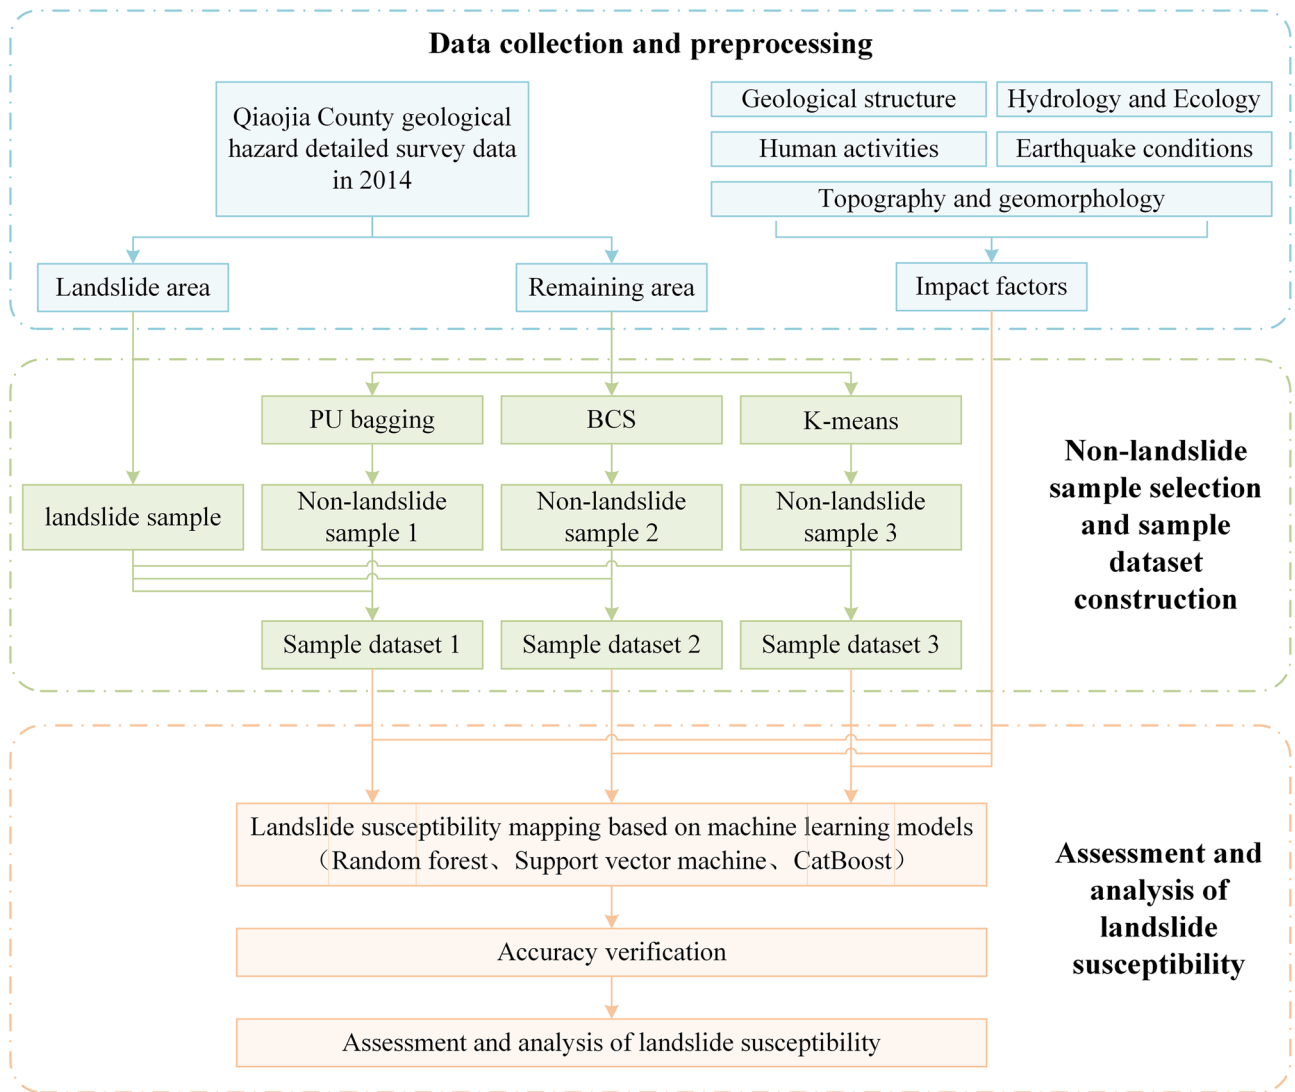 Data collection and preprocessing
Qiaojia County geological
hazard detailed survey data
in 2014
Geological structure
Hydrology and Ecology
Human activities
Earthquake conditions
Topography and geomorphology
Landslide area
Remaining area
Impact factors
PU bagging
BCS
K-means
landslide sample
Non-landslide
sample 1
Non-landslide
sample 2
Non-landslide
sample 3
Sample dataset 1
Sample dataset 2
Sample dataset 3
Non-landslide
sample selection
and sample
dataset
construction
Landslide susceptibility mapping based on machine learning models
（Random forest、Support vector machine、CatBoost）
Accuracy verification
Assessment and analysis of landslide susceptibility
Assessment and
analysis of
landslide
susceptibility